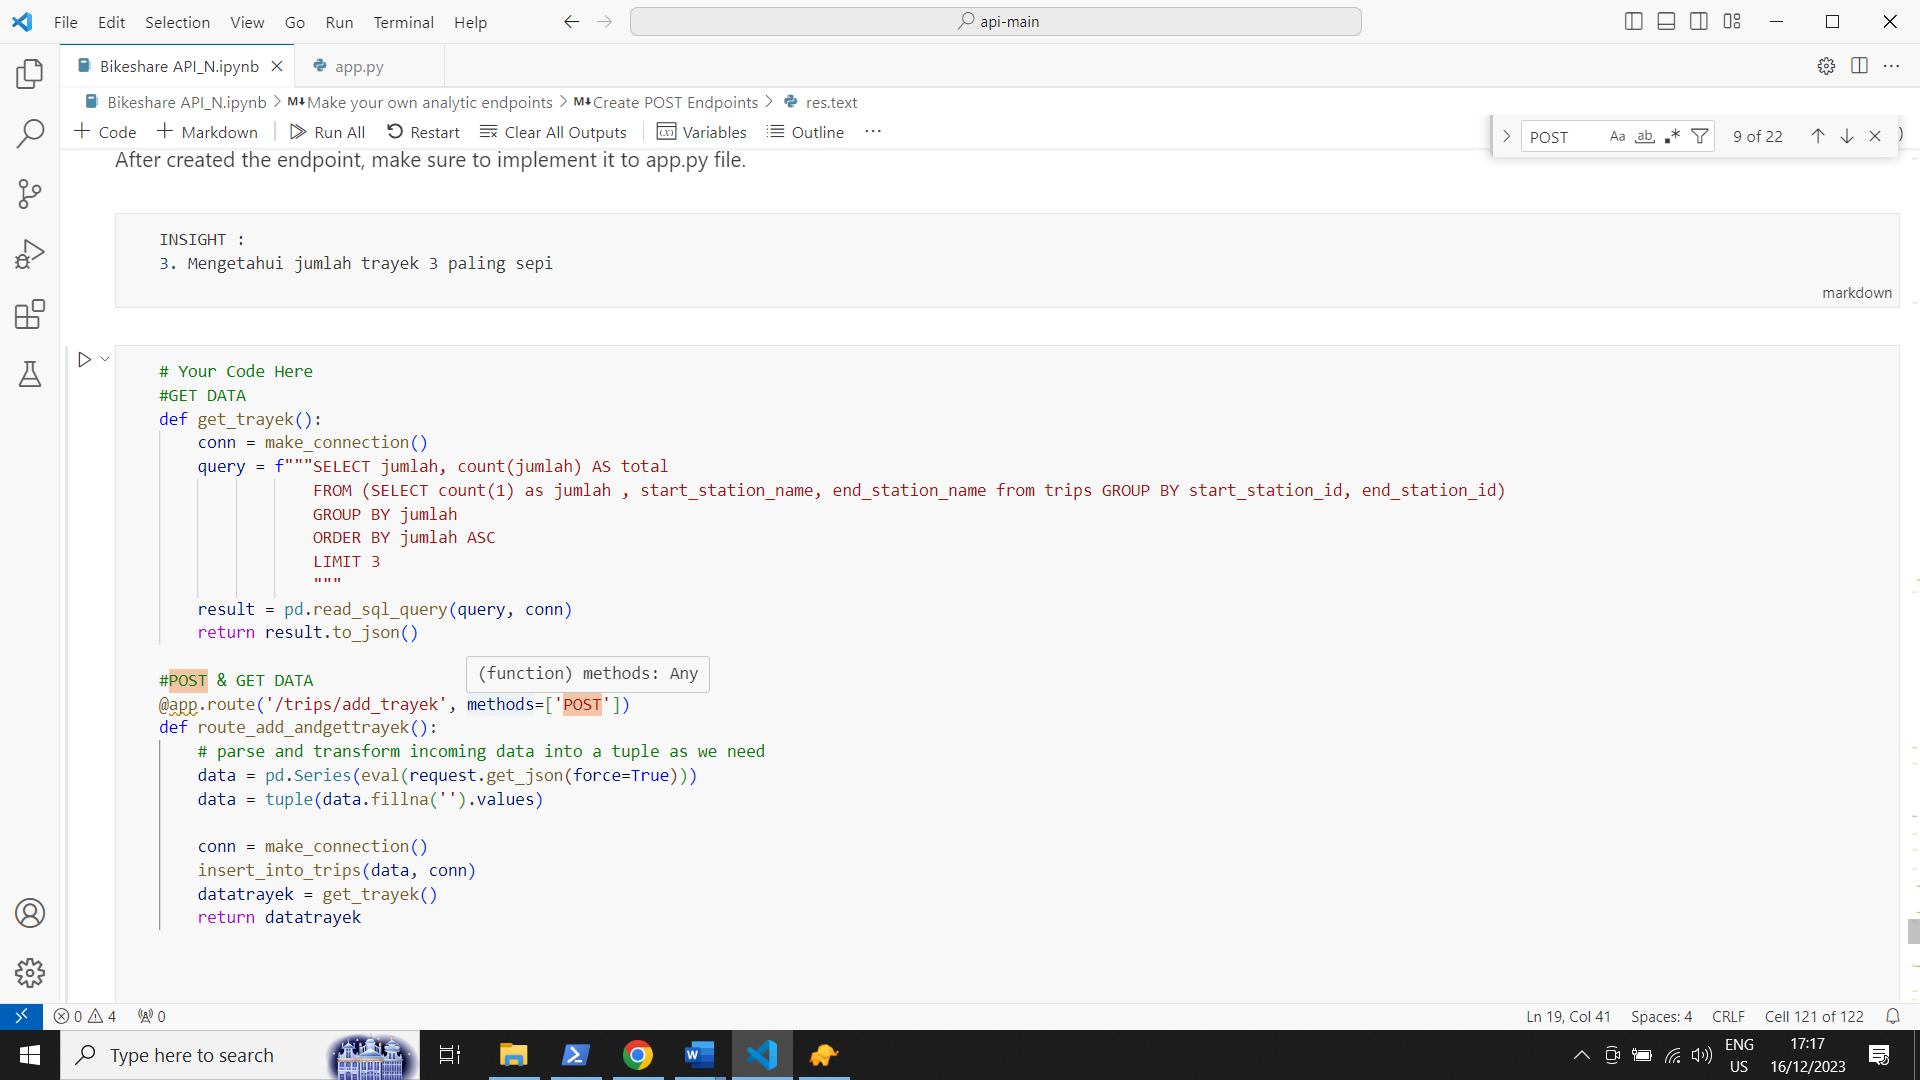 File Edit Selection View Go Run Terminal Help
api-main
Bikeshare API_N.ipynb
app.py
Bikeshare API_N.ipynb > M↓Make your own analytic endpoints > M↓Create POST Endpoints > res.text
+ Code + Markdown | Run All Restart Clear All Outputs | Variables Outline ...
POST Aa ab .* 9 of 22
After created the endpoint, make sure to implement it to app.py file.
INSIGHT :
3. Mengetahui jumlah trayek 3 paling sepi
markdown
# Your Code Here
#GET DATA
def get_trayek():
    conn = make_connection()
    query = f"""SELECT jumlah, count(jumlah) AS total
                FROM (SELECT count(1) as jumlah , start_station_name, end_station_name from trips GROUP BY start_station_id, end_station_id)
                GROUP BY jumlah
                ORDER BY jumlah ASC
                LIMIT 3
                """
    result = pd.read_sql_query(query, conn)
    return result.to_json()
(function) methods: Any
#POST & GET DATA
@app.route('/trips/add_trayek', methods=['POST'])
def route_add_andgettrayek():
    # parse and transform incoming data into a tuple as we need
    data = pd.Series(eval(request.get_json(force=True)))
    data = tuple(data.fillna('').values)
    conn = make_connection()
    insert_into_trips(data, conn)
    datatrayek = get_trayek()
    return datatrayek
0 4 0
Ln 19, Col 41 Spaces: 4 CRLF Cell 121 of 122
Type here to search
ENG
US
17:17
16/12/2023